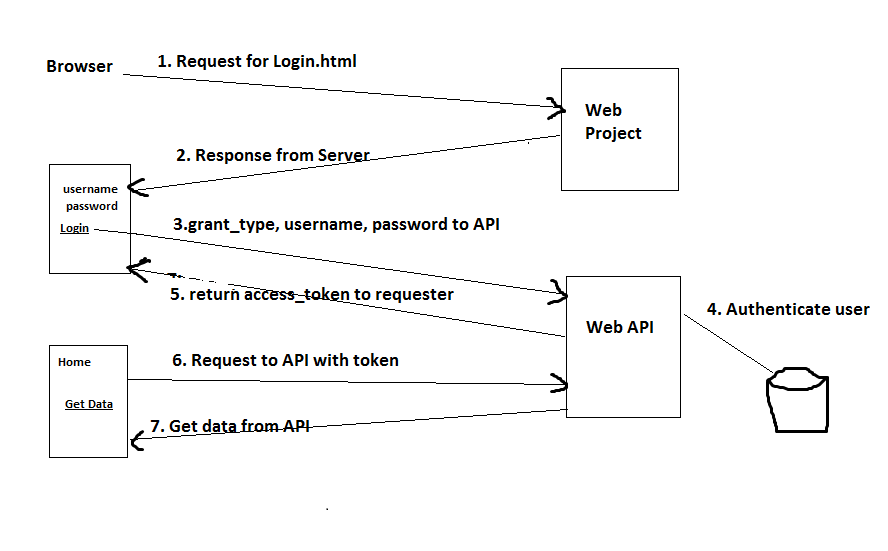 Browser
1. Request for Login.html
Web
Project
2. Response from Server
username
password
Login
3.grant_type, username, password to API
5. return access_token to requester
Web API
4. Authenticate user
Home
Get Data
6. Request to API with token
7. Get data from API